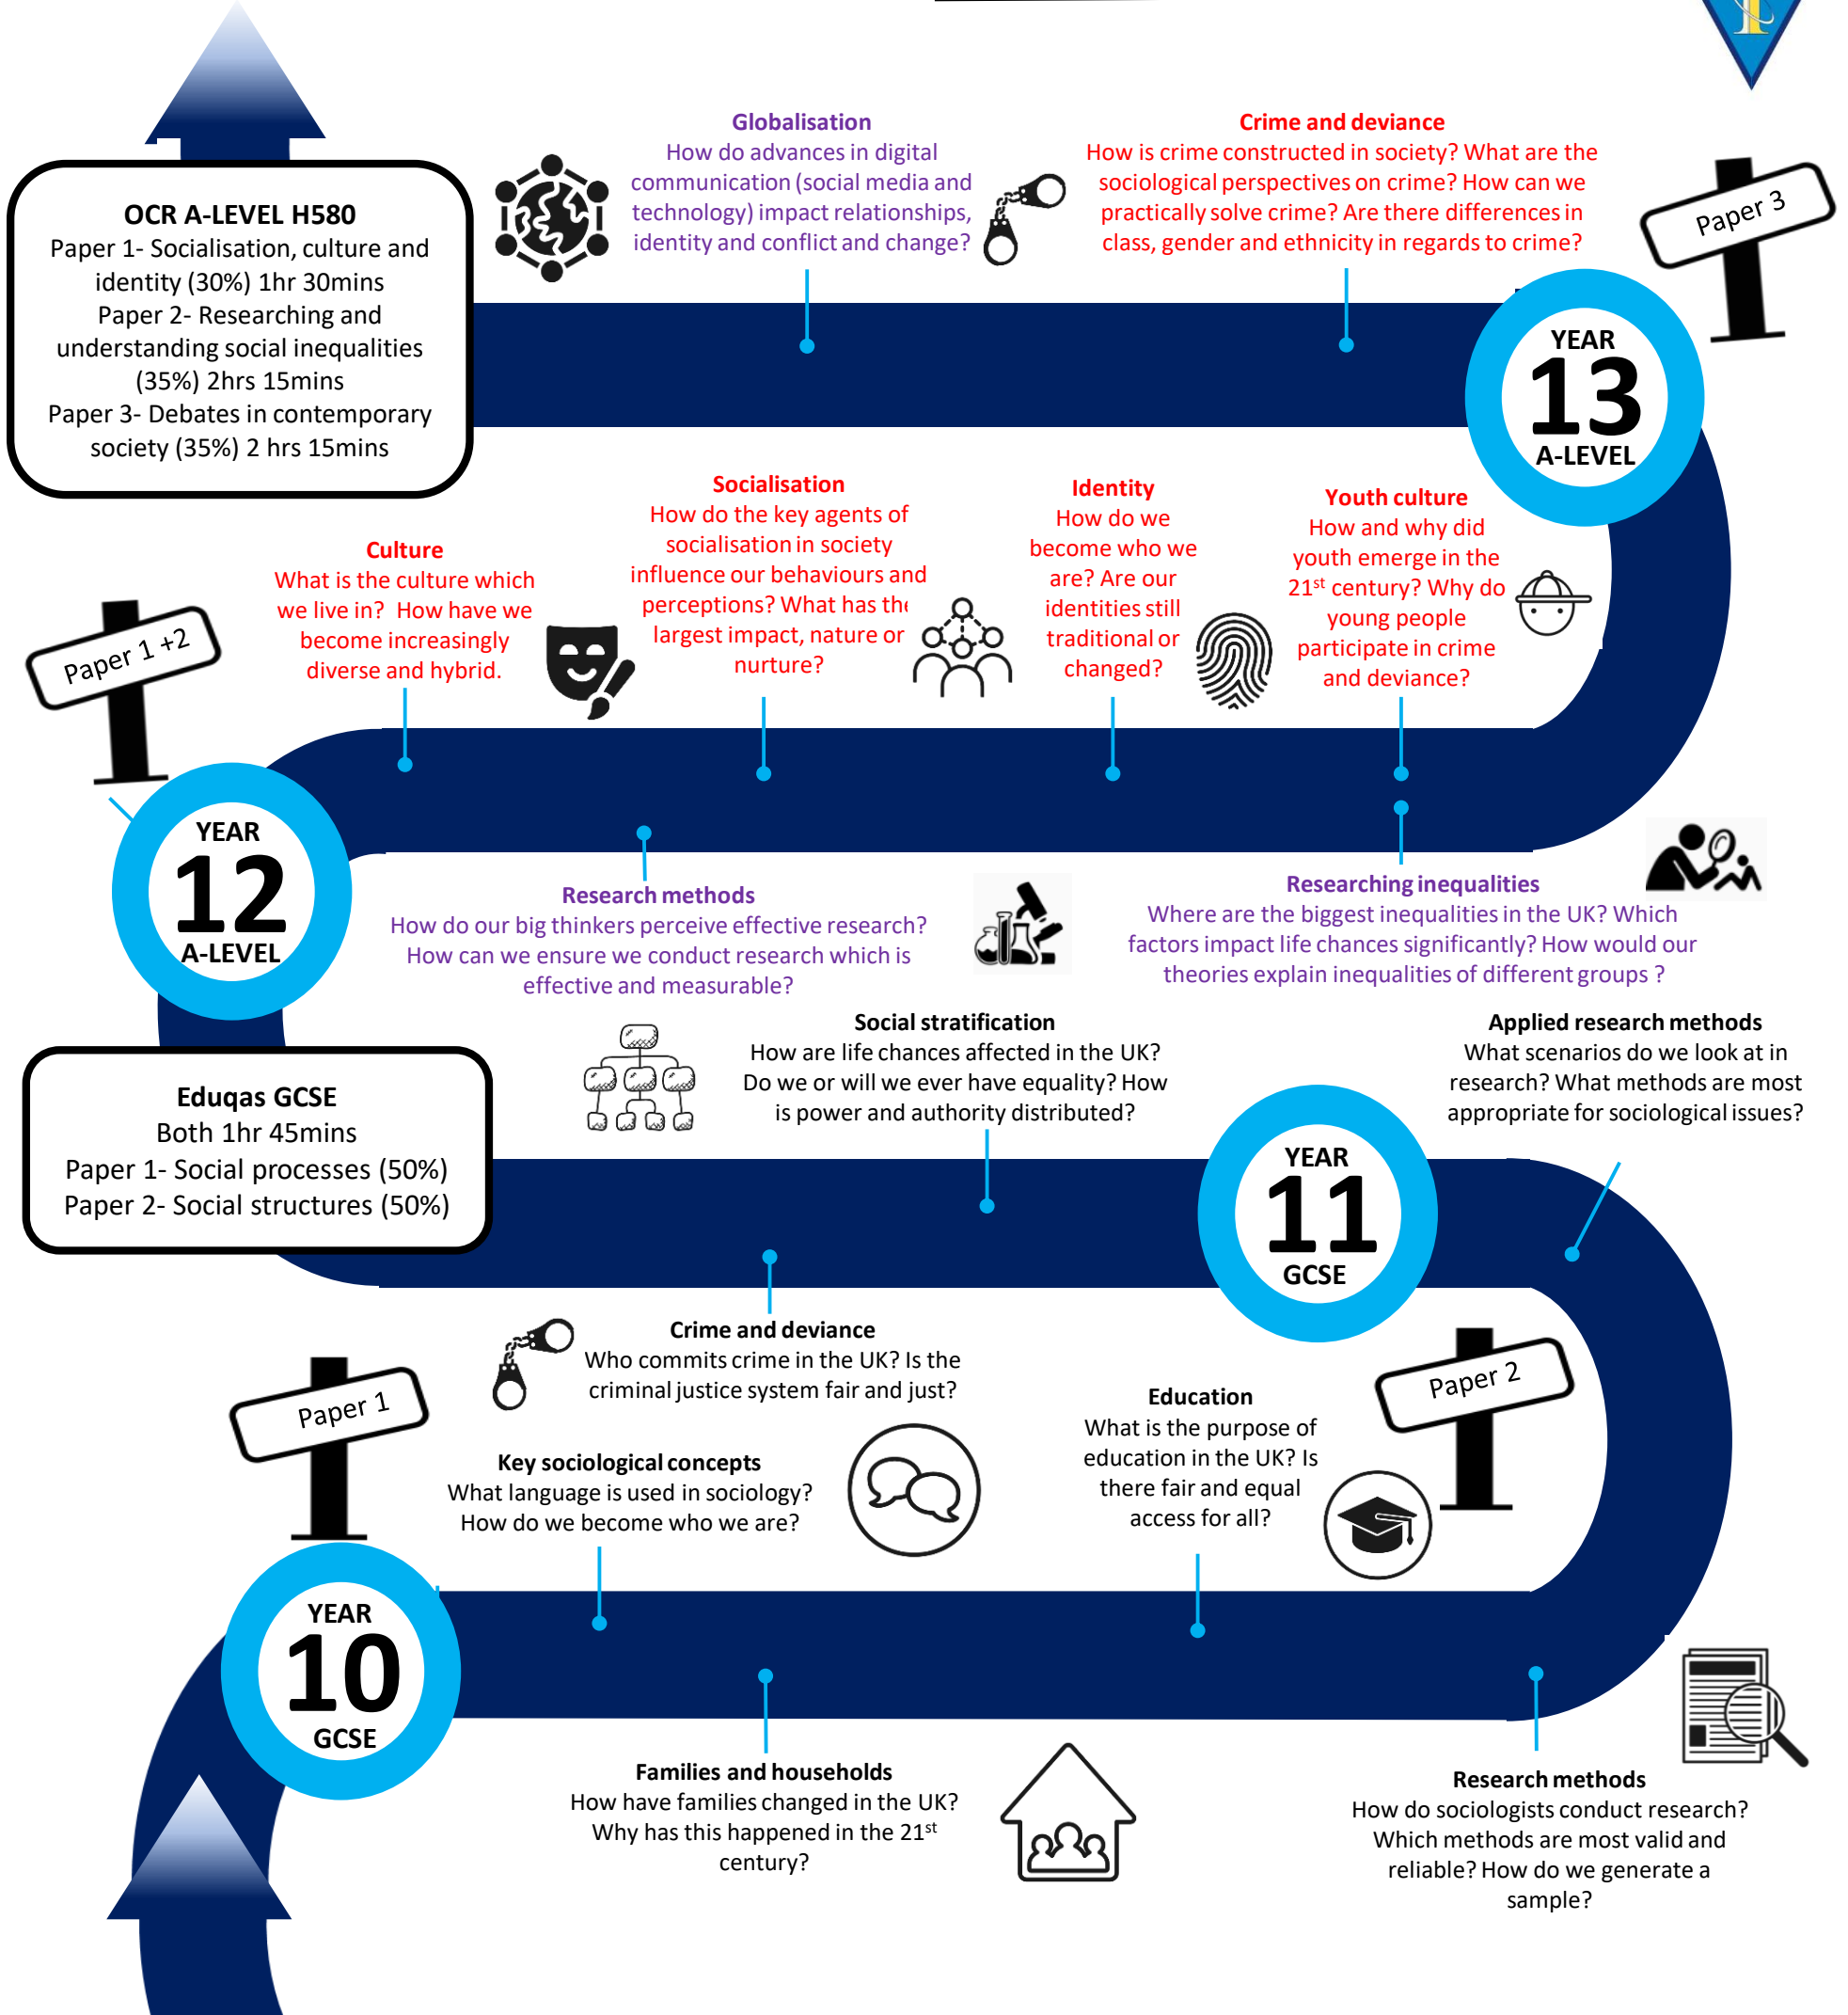 Globalisation
How do advances in digital
communication (social media and
technology) impact relationships,
identity and conflict and change?
Crime and deviance
How is crime constructed in society? What are the
sociological perspectives on crime? How can we
practically solve crime? Are there differences in
class, gender and ethnicity in regards to crime?
Paper 3
OCR A-LEVEL H580
Paper 1- Socialisation, culture and
identity (30%) 1hr 30mins
Paper 2- Researching and
understanding social inequalities
(35%) 2hrs 15mins
Paper 3- Debates in contemporary
society (35%) 2 hrs 15mins
YEAR
13
A-LEVEL
Culture
What is the culture which
we live in?  How have we
become increasingly
diverse and hybrid.
Socialisation
How do the key agents of
socialisation in society
influence our behaviours and
perceptions? What has the
largest impact, nature or
nurture?
Identity
How do we
become who we
are? Are our
identities still
traditional or
changed?
Youth culture
How and why did
youth emerge in the
21st century? Why do
young people
participate in crime
and deviance?
Paper 1 +2
YEAR
12
A-LEVEL
Research methods
How do our big thinkers perceive effective research?
How can we ensure we conduct research which is
effective and measurable?
Researching inequalities
Where are the biggest inequalities in the UK? Which
factors impact life chances significantly? How would our
theories explain inequalities of different groups ?
Social stratification
How are life chances affected in the UK?
Do we or will we ever have equality? How
is power and authority distributed?
Applied research methods
What scenarios do we look at in
research? What methods are most
appropriate for sociological issues?
Eduqas GCSE
Both 1hr 45mins
Paper 1- Social processes (50%)
Paper 2- Social structures (50%)
YEAR
11
GCSE
Crime and deviance
Who commits crime in the UK? Is the
criminal justice system fair and just?
Paper 1
Key sociological concepts
What language is used in sociology?
How do we become who we are?
Education
What is the purpose of
education in the UK? Is
there fair and equal
access for all?
Paper 2
YEAR
10
GCSE
Families and households
How have families changed in the UK?
Why has this happened in the 21st
century?
Research methods
How do sociologists conduct research?
Which methods are most valid and
reliable? How do we generate a
sample?